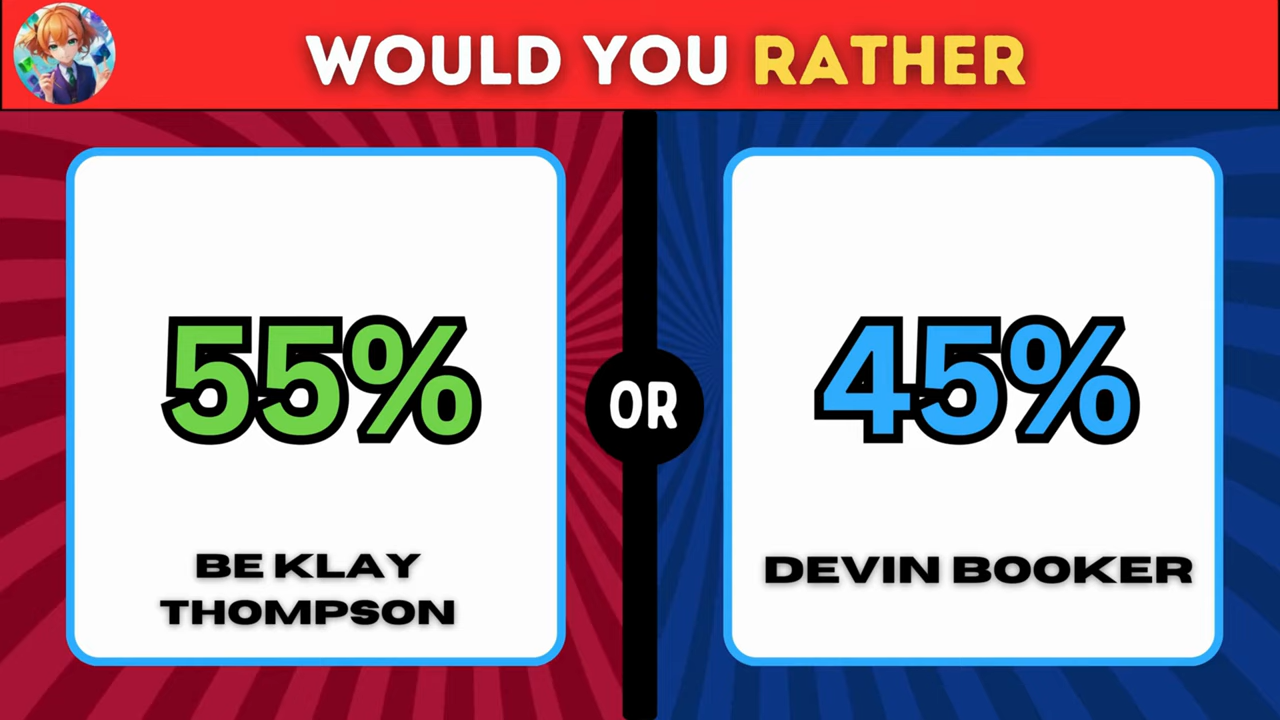 WOULD YOU RATHER
55%
BE KLAY
THOMPSON
OR
45%
DEVIN BOOKER